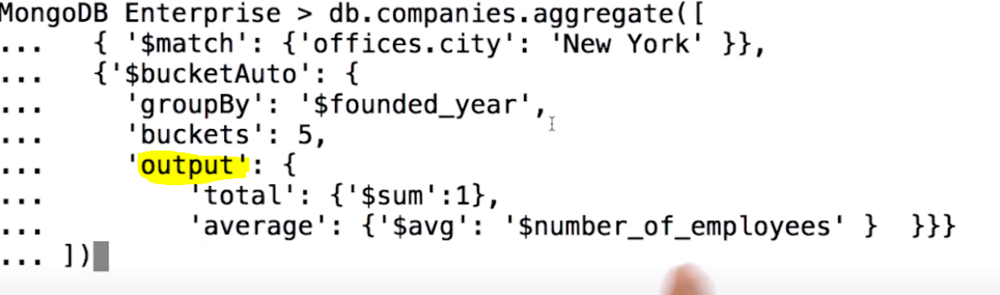 MongoDB Enterprise > db.companies.aggregate([
...   { '$match': {'offices.city': 'New York' }},
...   {'$bucketAuto': {
...     'groupBy': '$founded_year',
...     'buckets': 5,
...     'output': {
...         'total': {'$sum':1},
...         'average': {'$avg': '$number_of_employees' }  }}}
... ])